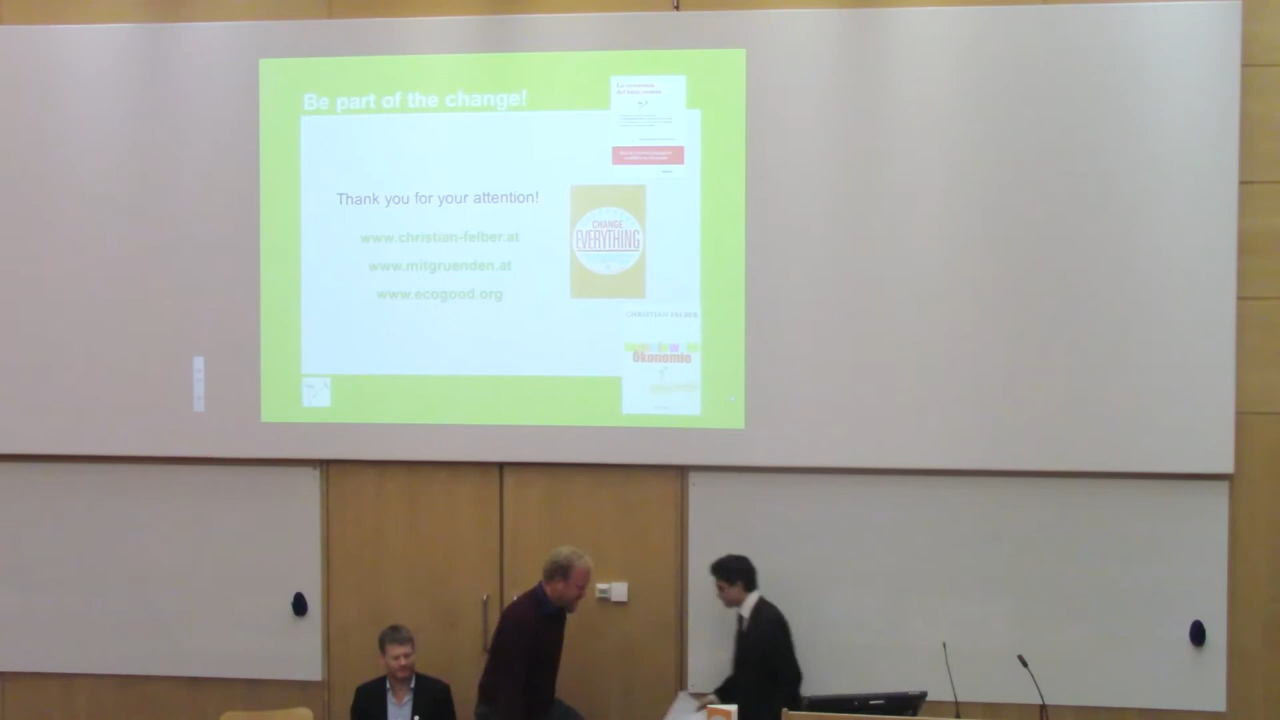 Be part of the change!
Thank you for your attention!
www.christian-felber.at
www.mitgruenden.at
www.ecogood.org
CHANGE
EVERYTHING
CHRISTIAN FELBER
Ökonomie